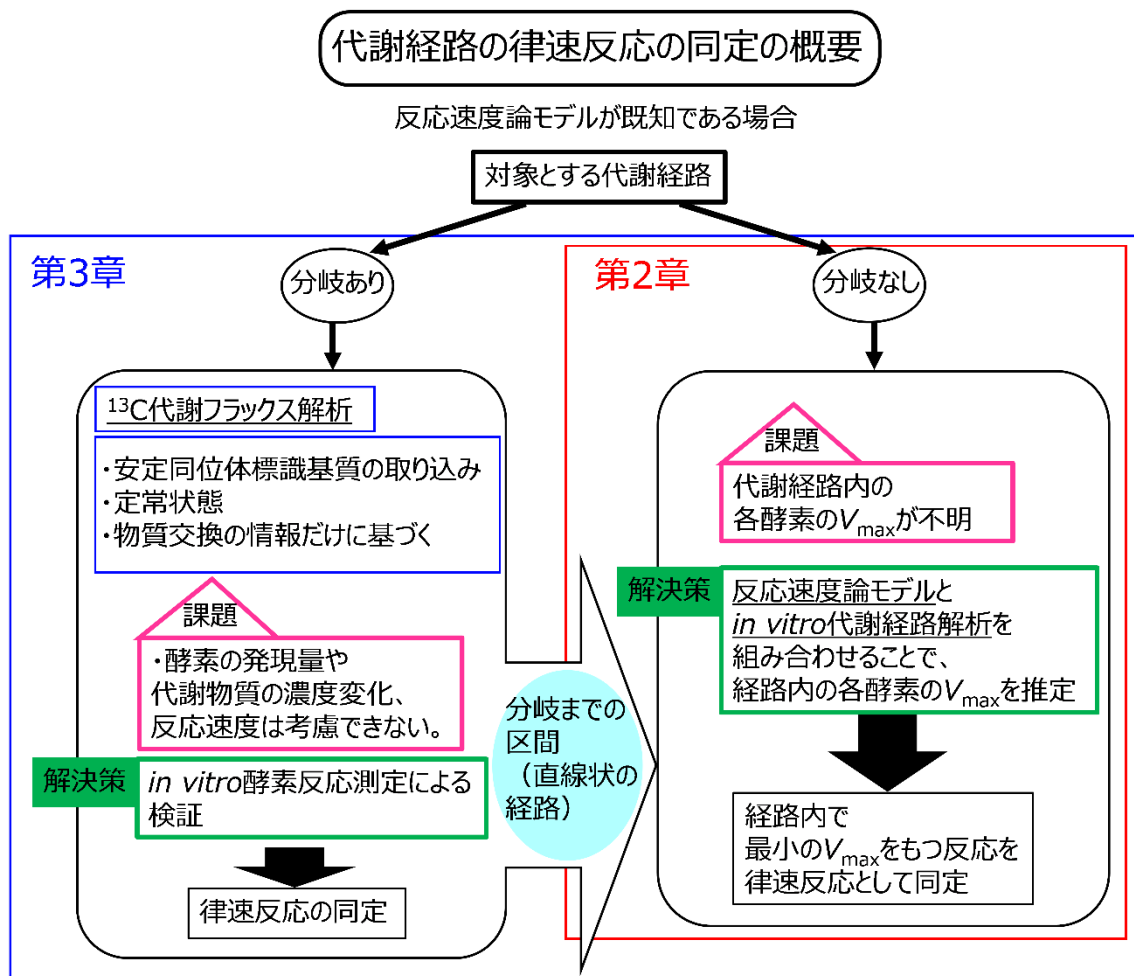 代謝経路の律速反応の同定の概要
反応速度論モデルが既知である場合
対象とする代謝経路
第3章
分岐あり
¹³C代謝フラックス解析
・安定同位体標識基質の取り込み
・定常状態
・物質交換の情報だけに基づく
課題
・酵素の発現量や
代謝物質の濃度変化、
反応速度は考慮できない。
解決策
in vitro酵素反応測定による
検証
律速反応の同定
分岐までの
区間
（直線状の
経路）
第2章
分岐なし
課題
代謝経路内の
各酵素のVmaxが不明
解決策
反応速度論モデルと
in vitro代謝経路解析を
組み合わせることで、
経路内の各酵素のVmaxを推定
経路内で
最小のVmaxをもつ反応を
律速反応として同定